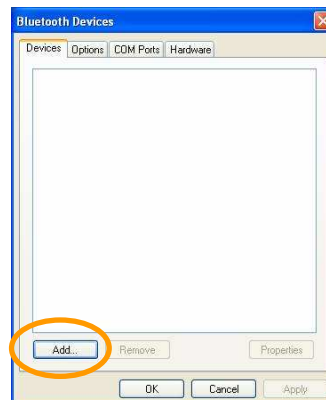 Bluetooth Devices
Devices Options COM Ports Hardware
Add... Remove Properties
OK Cancel Apply